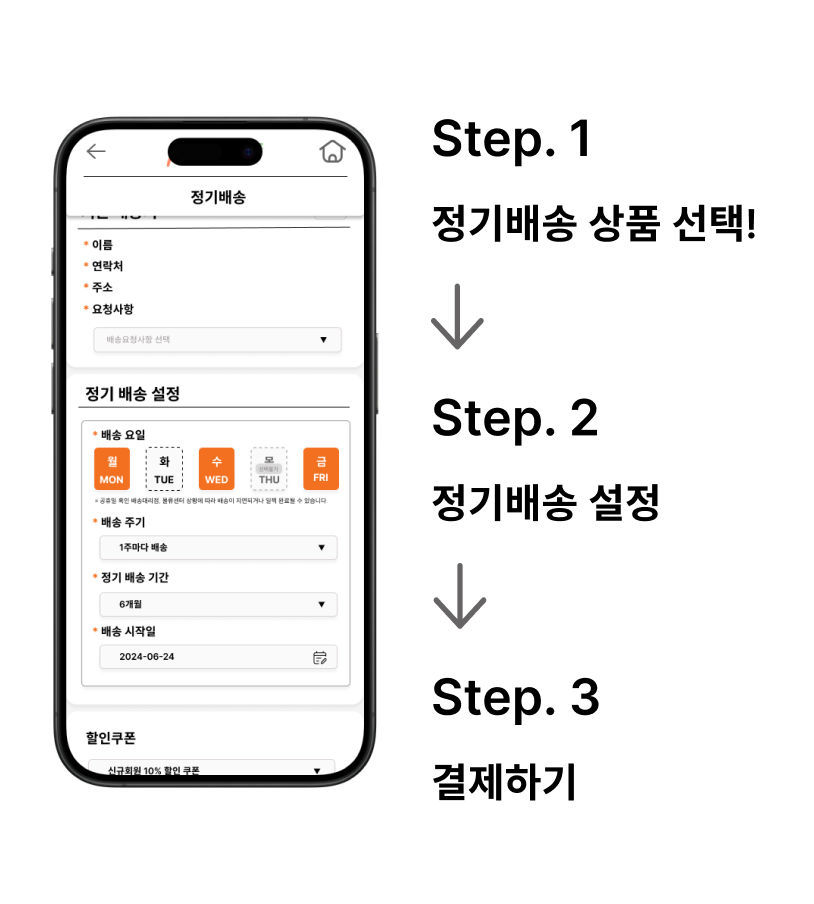 정기배송
* 이름
* 연락처
* 주소
* 요청사항
배송요청사항 선택
정기 배송 설정
* 배송 요일
월 화 수 목 금
선택불가
MON TUE WED THU FRI
* 공휴일 확인 배송대리점, 물류센터 상황에 따라 배송이 지연되거나 일찍 완료될 수 있습니다.
* 배송 주기
1주마다 배송
* 정기 배송 기간
6개월
* 배송 시작일
2024-06-24
할인쿠폰
신규회원 10% 할인 쿠폰
Step. 1
정기배송 상품 선택!
Step. 2
정기배송 설정
Step. 3
결제하기